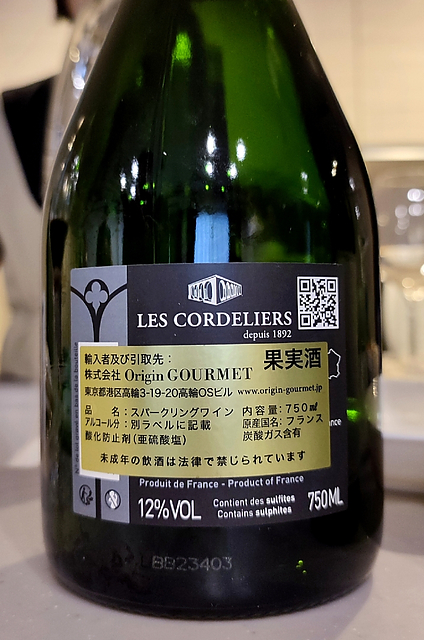 LES CORDELIERS
depuis 1892
輸入者及び引取先：
果実酒
株式会社 Origin GOURMET
東京都港区高輪3-19-20高輪OSビル www.origin-gourmet.jp
品　　名：スパークリングワイン 内容量：750㎖
アルコール分：別ラベルに記載 原産国名：フランス
酸化防止剤(亜硫酸塩) 炭酸ガス含有
未成年の飲酒は法律で禁じられています
Produit de France - Product of France
12%VOL
Contient des sulfites
Contains sulphites
750ML